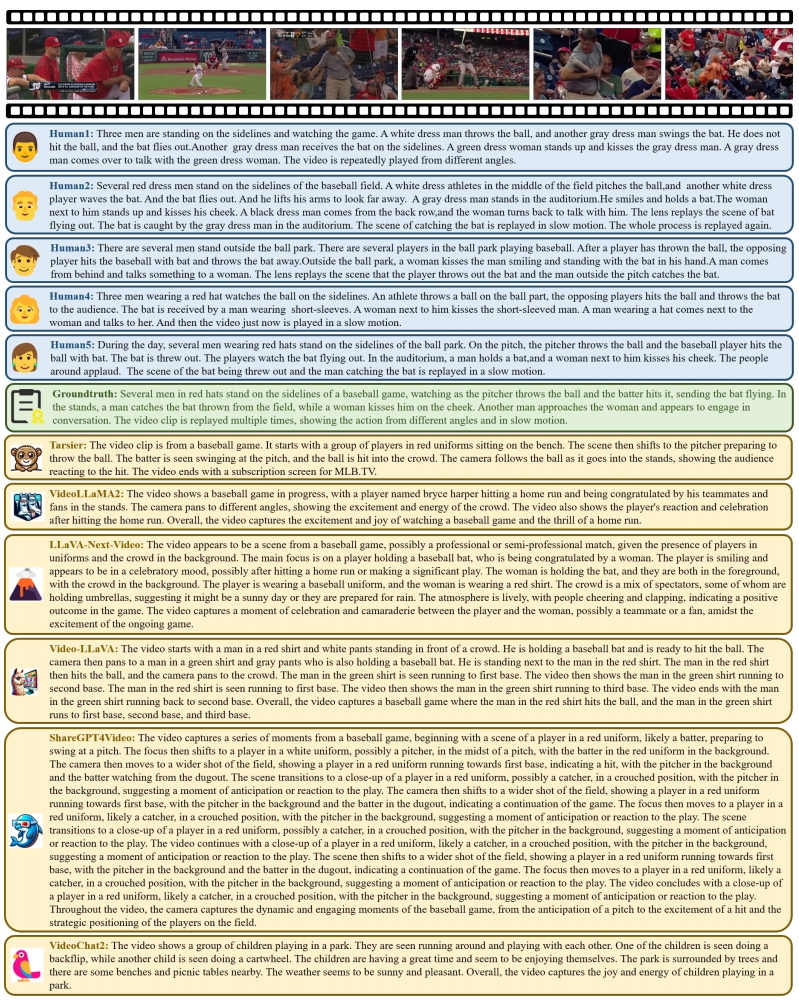 Human1: Three men are standing on the sidelines and watching the game. A white dress man throws the ball, and another gray dress man swings the bat. He does not
hit the ball, and the bat flies out.Another  gray dress man receives the bat on the sidelines. A green dress woman stands up and kisses the gray dress man. A gray dress
man comes over to talk with the green dress woman. The video is repeatedly played from different angles.
Human2: Several red dress men stand on the sidelines of the baseball field. A white dress athletes in the middle of the field pitches the ball,and  another white dress
player waves the bat. And the bat flies out. And he lifts his arms to look far away.  A gray dress man stands in the auditorium.He smiles and holds a bat.The woman
next to him stands up and kisses his cheek. A black dress man comes from the back row,and the woman turns back to talk with him. The lens replays the scene of bat
flying out. The bat is caught by the gray dress man in the auditorium. The scene of catching the bat is replayed in slow motion. The whole process is replayed again.
Human3: There are several men stand outside the ball park. There are several players in the ball park playing baseball. After a player has thrown the ball, the opposing
player hits the baseball with bat and throws the bat away.Outside the ball park, a woman kisses the man smiling and standing with the bat in his hand.A man comes
from behind and talks something to a woman. The lens replays the scene that the player throws out the bat and the man outside the pitch catches the bat.
Human4: Three men wearing a red hat watches the ball on the sidelines. An athlete throws a ball on the ball part, the opposing players hits the ball and throws the bat
to the audience. The bat is received by a man wearing  short-sleeves. A woman next to him kisses the short-sleeved man. A man wearing a hat comes next to the
woman and talks to her. And then the video just now is played in a slow motion.
Human5: During the day, several men wearing red hats stand on the sidelines of the ball park. On the pitch, the pitcher throws the ball and the baseball player hits the
ball with bat. The bat is threw out. The players watch the bat flying out. In the auditorium, a man holds a bat,and a woman next to him kisses his cheek. The people
around applaud.  The scene of the bat being threw out and the man catching the bat is replayed in a slow motion.
Groundtruth: Several men in red hats stand on the sidelines of a baseball game, watching as the pitcher throws the ball and the batter hits it, sending the bat flying. In
the stands, a man catches the bat thrown from the field, while a woman kisses him on the cheek. Another man approaches the woman and appears to engage in
conversation. The video clip is replayed multiple times, showing the action from different angles and in slow motion.
Tarsier: The video clip is from a baseball game. It starts with a group of players in red uniforms sitting on the bench. The scene then shifts to the pitcher preparing to
throw the ball. The batter is seen swinging at the pitch, and the ball is hit into the crowd. The camera follows the ball as it goes into the stands, showing the audience
reacting to the hit. The video ends with a subscription screen for MLB.TV.
VideoLLaMA2: The video shows a baseball game in progress, with a player named bryce harper hitting a home run and being congratulated by his teammates and
fans in the stands. The camera pans to different angles, showing the excitement and energy of the crowd. The video also shows the player's reaction and celebration
after hitting the home run. Overall, the video captures the excitement and joy of watching a baseball game and the thrill of a home run.
LLaVA-Next-Video: The video appears to be a scene from a baseball game, possibly a professional or semi-professional match, given the presence of players in
uniforms and the crowd in the background. The main focus is on a player holding a baseball bat, who is being congratulated by a woman. The player is smiling and
appears to be in a celebratory mood, possibly after hitting a home run or making a significant play. The woman is holding the bat, and they are both in the foreground,
with the crowd in the background. The player is wearing a baseball uniform, and the woman is wearing a red shirt. The crowd is a mix of spectators, some of whom are
holding umbrellas, suggesting it might be a sunny day or they are prepared for rain. The atmosphere is lively, with people cheering and clapping, indicating a positive
outcome in the game. The video captures a moment of celebration and camaraderie between the player and the woman, possibly a teammate or a fan, amidst the
excitement of the ongoing game.
Video-LLaVA: The video starts with a man in a red shirt and white pants standing in front of a crowd. He is holding a baseball bat and is ready to hit the ball. The
camera then pans to a man in a green shirt and gray pants who is also holding a baseball bat. He is standing next to the man in the red shirt. The man in the red shirt
then hits the ball, and the camera pans to the crowd. The man in the green shirt is seen running to first base. The video then shows the man in the green shirt running to
second base. The man in the red shirt is seen running to first base. The video then shows the man in the green shirt running to third base. The video ends with the man
in the green shirt running back to second base. Overall, the video captures a baseball game where the man in the red shirt hits the ball, and the man in the green shirt
runs to first base, second base, and third base.
ShareGPT4Video: The video captures a series of moments from a baseball game, beginning with a scene of a player in a red uniform, likely a batter, preparing to
swing at a pitch. The focus then shifts to a player in a white uniform, possibly a pitcher, in the midst of a pitch, with the batter in the red uniform in the background.
The camera then moves to a wider shot of the field, showing a player in a red uniform running towards first base, indicating a hit, with the pitcher in the background
and the batter watching from the dugout. The scene transitions to a close-up of a player in a red uniform, possibly a catcher, in a crouched position, with the pitcher in
the background, suggesting a moment of anticipation or reaction to the play. The camera then shifts to a wider shot of the field, showing a player in a red uniform
running towards first base, with the pitcher in the background and the batter in the dugout, indicating a continuation of the game. The focus then moves to a player in a
red uniform, likely a catcher, in a crouched position, with the pitcher in the background, suggesting a moment of anticipation or reaction to the play. The scene
transitions to a close-up of a player in a red uniform, possibly a catcher, in a crouched position, with the pitcher in the background, suggesting a moment of anticipation
or reaction to the play. The video continues with a close-up of a player in a red uniform, likely a catcher, in a crouched position, with the pitcher in the background,
suggesting a moment of anticipation or reaction to the play. The scene then shifts to a wider shot of the field, showing a player in a red uniform running towards first
base, with the pitcher in the background and the batter in the dugout, indicating a continuation of the game. The focus then moves to a player in a red uniform, likely a
catcher, in a crouched position, with the pitcher in the background, suggesting a moment of anticipation or reaction to the play. The video concludes with a close-up of
a player in a red uniform, likely a catcher, in a crouched position, with the pitcher in the background, suggesting a moment of anticipation or reaction to the play.
Throughout the video, the camera captures the dynamic and engaging moments of the baseball game, from the anticipation of a pitch to the excitement of a hit and the
strategic positioning of the players on the field.
VideoChat2: The video shows a group of children playing in a park. They are seen running around and playing with each other. One of the children is seen doing a
backflip, while another child is seen doing a cartwheel. The children are having a great time and seem to be enjoying themselves. The park is surrounded by trees and
there are some benches and picnic tables nearby. The weather seems to be sunny and pleasant. Overall, the video captures the joy and energy of children playing in a
park.